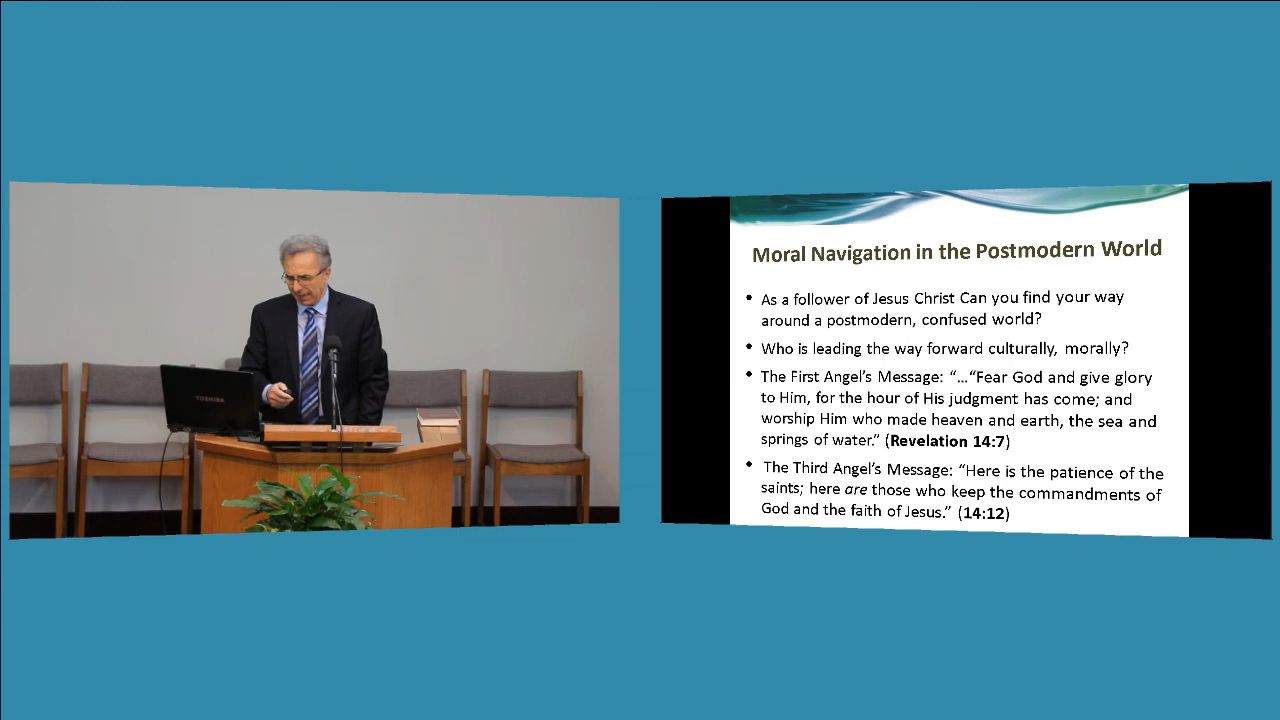 TOSHIBA
Moral Navigation in the Postmodern World
• As a follower of Jesus Christ Can you find your way
around a postmodern, confused world?
• Who is leading the way forward culturally, morally?
• The First Angel’s Message: “…“Fear God and give glory
to Him, for the hour of His judgment has come; and
worship Him who made heaven and earth, the sea and
springs of water.” (Revelation 14:7)
• The Third Angel’s Message: “Here is the patience of the
saints; here are those who keep the commandments of
God and the faith of Jesus.” (14:12)